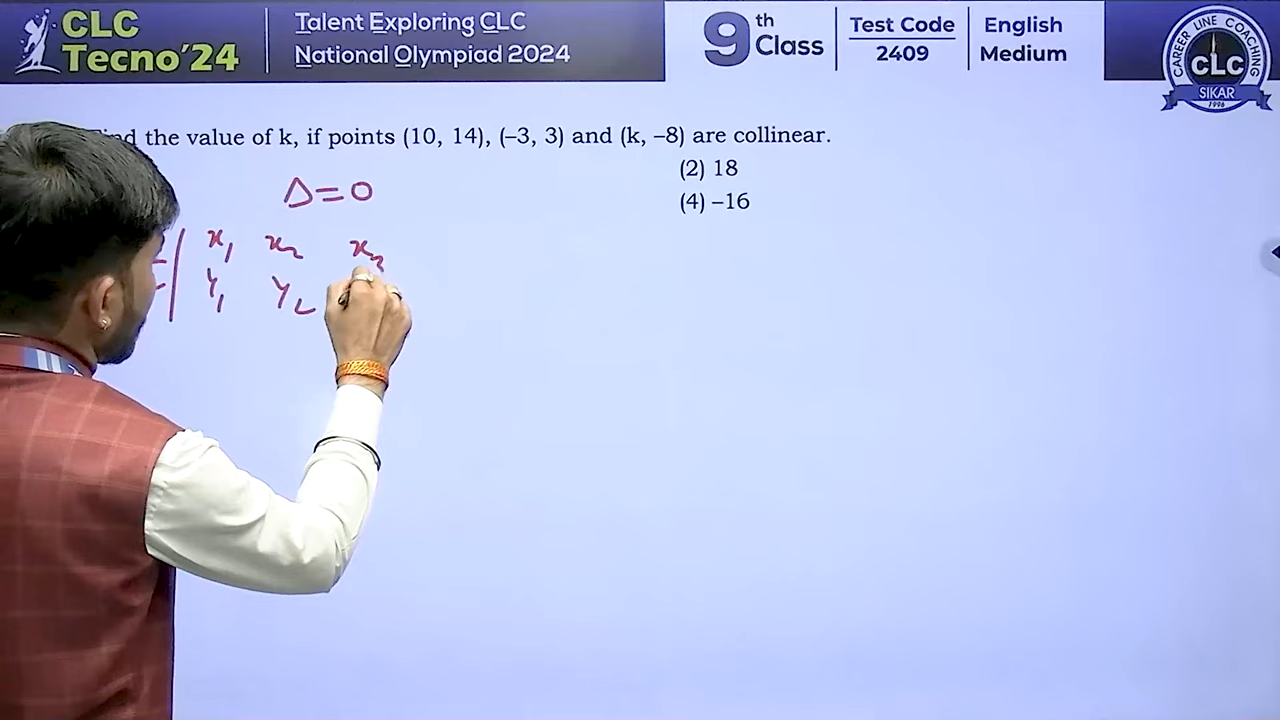 CLC
Tecno'24
Talent Exploring CLC
National Olympiad 2024
9th
Class
Test Code
2409
English
Medium
CAREER LINE COACHING
CLC
SIKAR
1996
the value of k, if points (10, 14), (–3, 3) and (k, –8) are collinear.
(2) 18
(4) –16
Δ=0
x₁ x₂ x₃
y₁ y₂